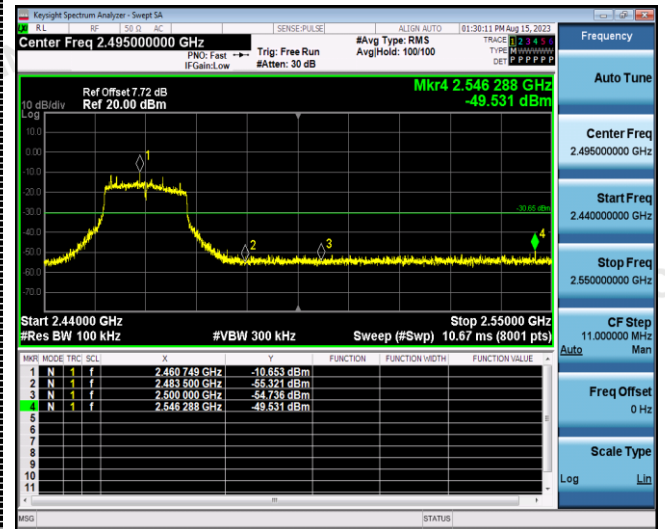 Keysight Spectrum Analyzer - Swept SA
RL RF 50 Ω AC SENSE:PULSE ALIGN AUTO 01:30:11 PM Aug 15, 2023
Center Freq 2.495000000 GHz
PNO: Fast Trig: Free Run
IFGain:Low #Atten: 30 dB
#Avg Type: RMS
Avg|Hold: 100/100
TRACE 1 2 3 4 5 6
TYPE M WWWWW
DET P P P P P P
Frequency
Auto Tune
Center Freq
2.495000000 GHz
Start Freq
2.440000000 GHz
Stop Freq
2.550000000 GHz
CF Step
11.000000 MHz
Auto Man
Freq Offset
0 Hz
Scale Type
Log Lin
Mkr4 2.546 288 GHz
-49.531 dBm
Ref Offset 7.72 dB
10 dB/div Ref 20.00 dBm
Log
10.0
0.00
-10.0
-20.0
-30.0
-40.0
-50.0
-60.0
-70.0
1
2
3
4
-30.65 dBm
Start 2.44000 GHz Stop 2.55000 GHz
#Res BW 100 kHz #VBW 300 kHz Sweep (#Swp) 10.67 ms (8001 pts)
MKR MODE TRC SCL X Y FUNCTION FUNCTION WIDTH FUNCTION VALUE
1 N 1 f 2.460 749 GHz -10.653 dBm
2 N 1 f 2.483 500 GHz -55.321 dBm
3 N 1 f 2.500 000 GHz -54.736 dBm
4 N 1 f 2.546 288 GHz -49.531 dBm
5
6
7
8
9
10
11
MSG STATUS